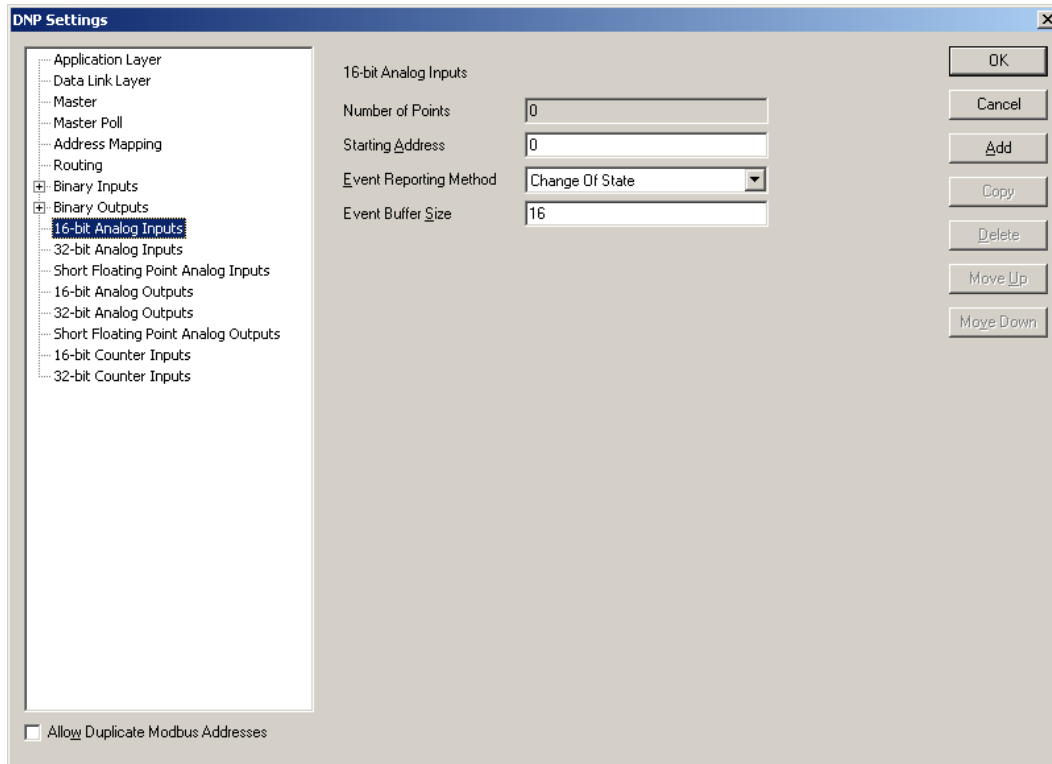 DNP Settings
Application Layer
Data Link Layer
Master
Master Poll
Address Mapping
Routing
Binary Inputs
Binary Outputs
16-bit Analog Inputs
32-bit Analog Inputs
Short Floating Point Analog Inputs
16-bit Analog Outputs
32-bit Analog Outputs
Short Floating Point Analog Outputs
16-bit Counter Inputs
32-bit Counter Inputs
Allow Duplicate Modbus Addresses
16-bit Analog Inputs
Number of Points 0
Starting Address 0
Event Reporting Method Change Of State
Event Buffer Size 16
OK
Cancel
Add
Copy
Delete
Move Up
Move Down